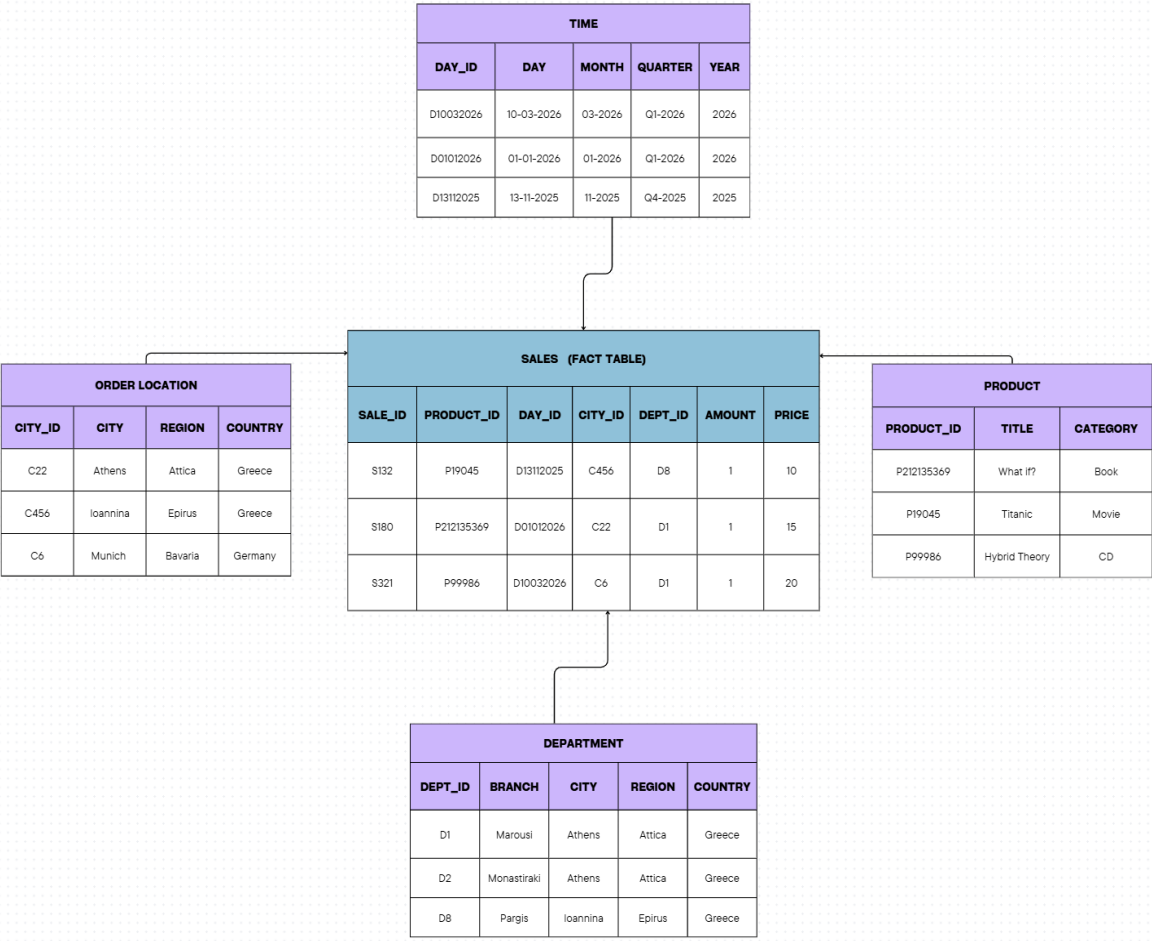 TIME
DAY_ID DAY MONTH QUARTER YEAR
D10032026 10-03-2026 03-2026 Q1-2026 2026
D01012026 01-01-2026 01-2026 Q1-2026 2026
D13112025 13-11-2025 11-2025 Q4-2025 2025
ORDER LOCATION
CITY_ID CITY REGION COUNTRY
C22 Athens Attica Greece
C456 Ioannina Epirus Greece
C6 Munich Bavaria Germany
SALES (FACT TABLE)
SALE_ID PRODUCT_ID DAY_ID CITY_ID DEPT_ID AMOUNT PRICE
S132 P19045 D13112025 C456 D8 1 10
S180 P212135369 D01012026 C22 D1 1 15
S321 P99986 D10032026 C6 D1 1 20
PRODUCT
PRODUCT_ID TITLE CATEGORY
P212135369 What if? Book
P19045 Titanic Movie
P99986 Hybrid Theory CD
DEPARTMENT
DEPT_ID BRANCH CITY REGION COUNTRY
D1 Marousi Athens Attica Greece
D2 Monastiraki Athens Attica Greece
D8 Pargis Ioannina Epirus Greece